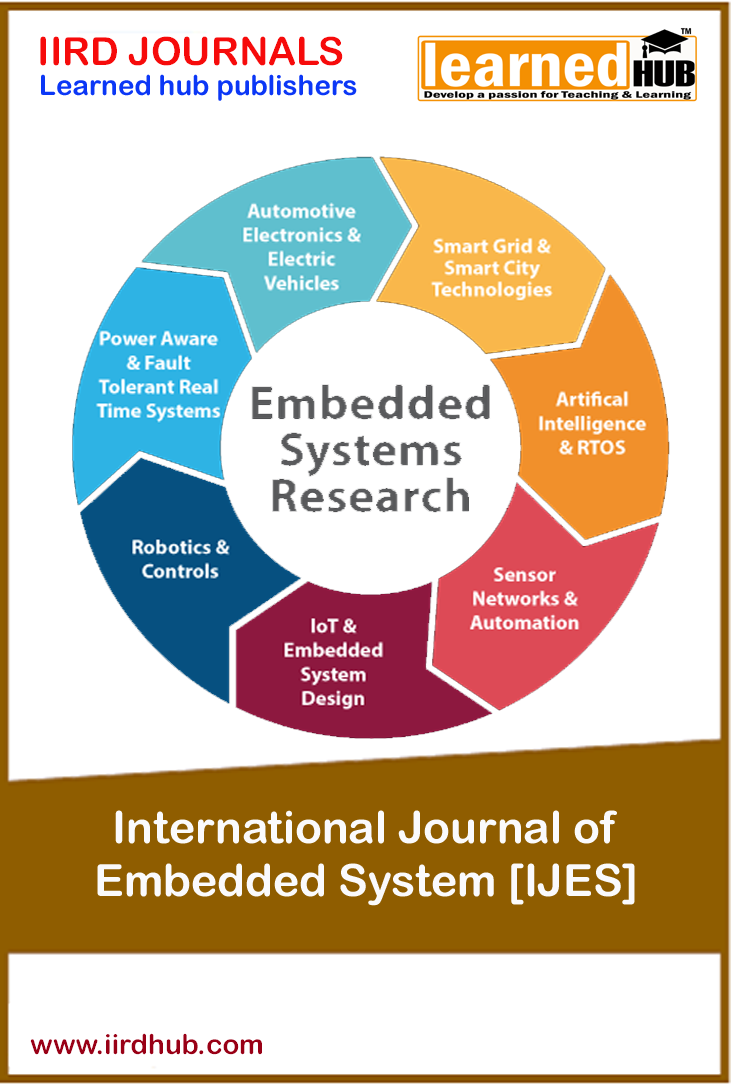 IIRD JOURNALS
Learned hub publishers
learned HUB TM
Develop a passion for Teaching & Learning
Automotive
Electronics &
Electric
Vehicles
Smart Grid &
Smart City
Technologies
Artifical
Intelligence
& RTOS
Sensor
Networks &
Automation
IoT &
Embedded
System
Design
Robotics &
Controls
Power Aware
& Fault
Tolerant Real
Time Systems
Embedded
Systems
Research
International Journal of
Embedded System [IJES]
www.iirdhub.com